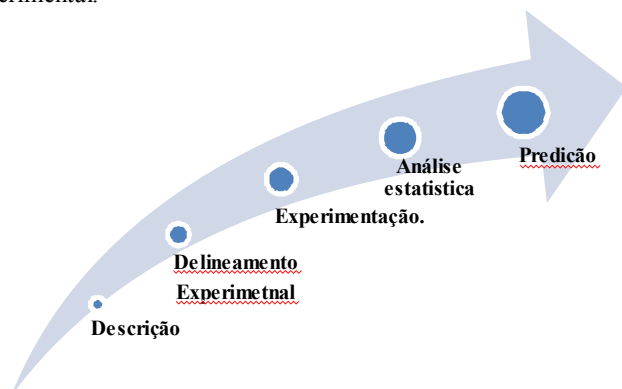 Descrição
Delineamento
Experimetnal
Experimentação.
Análise
estatistica
Predicão